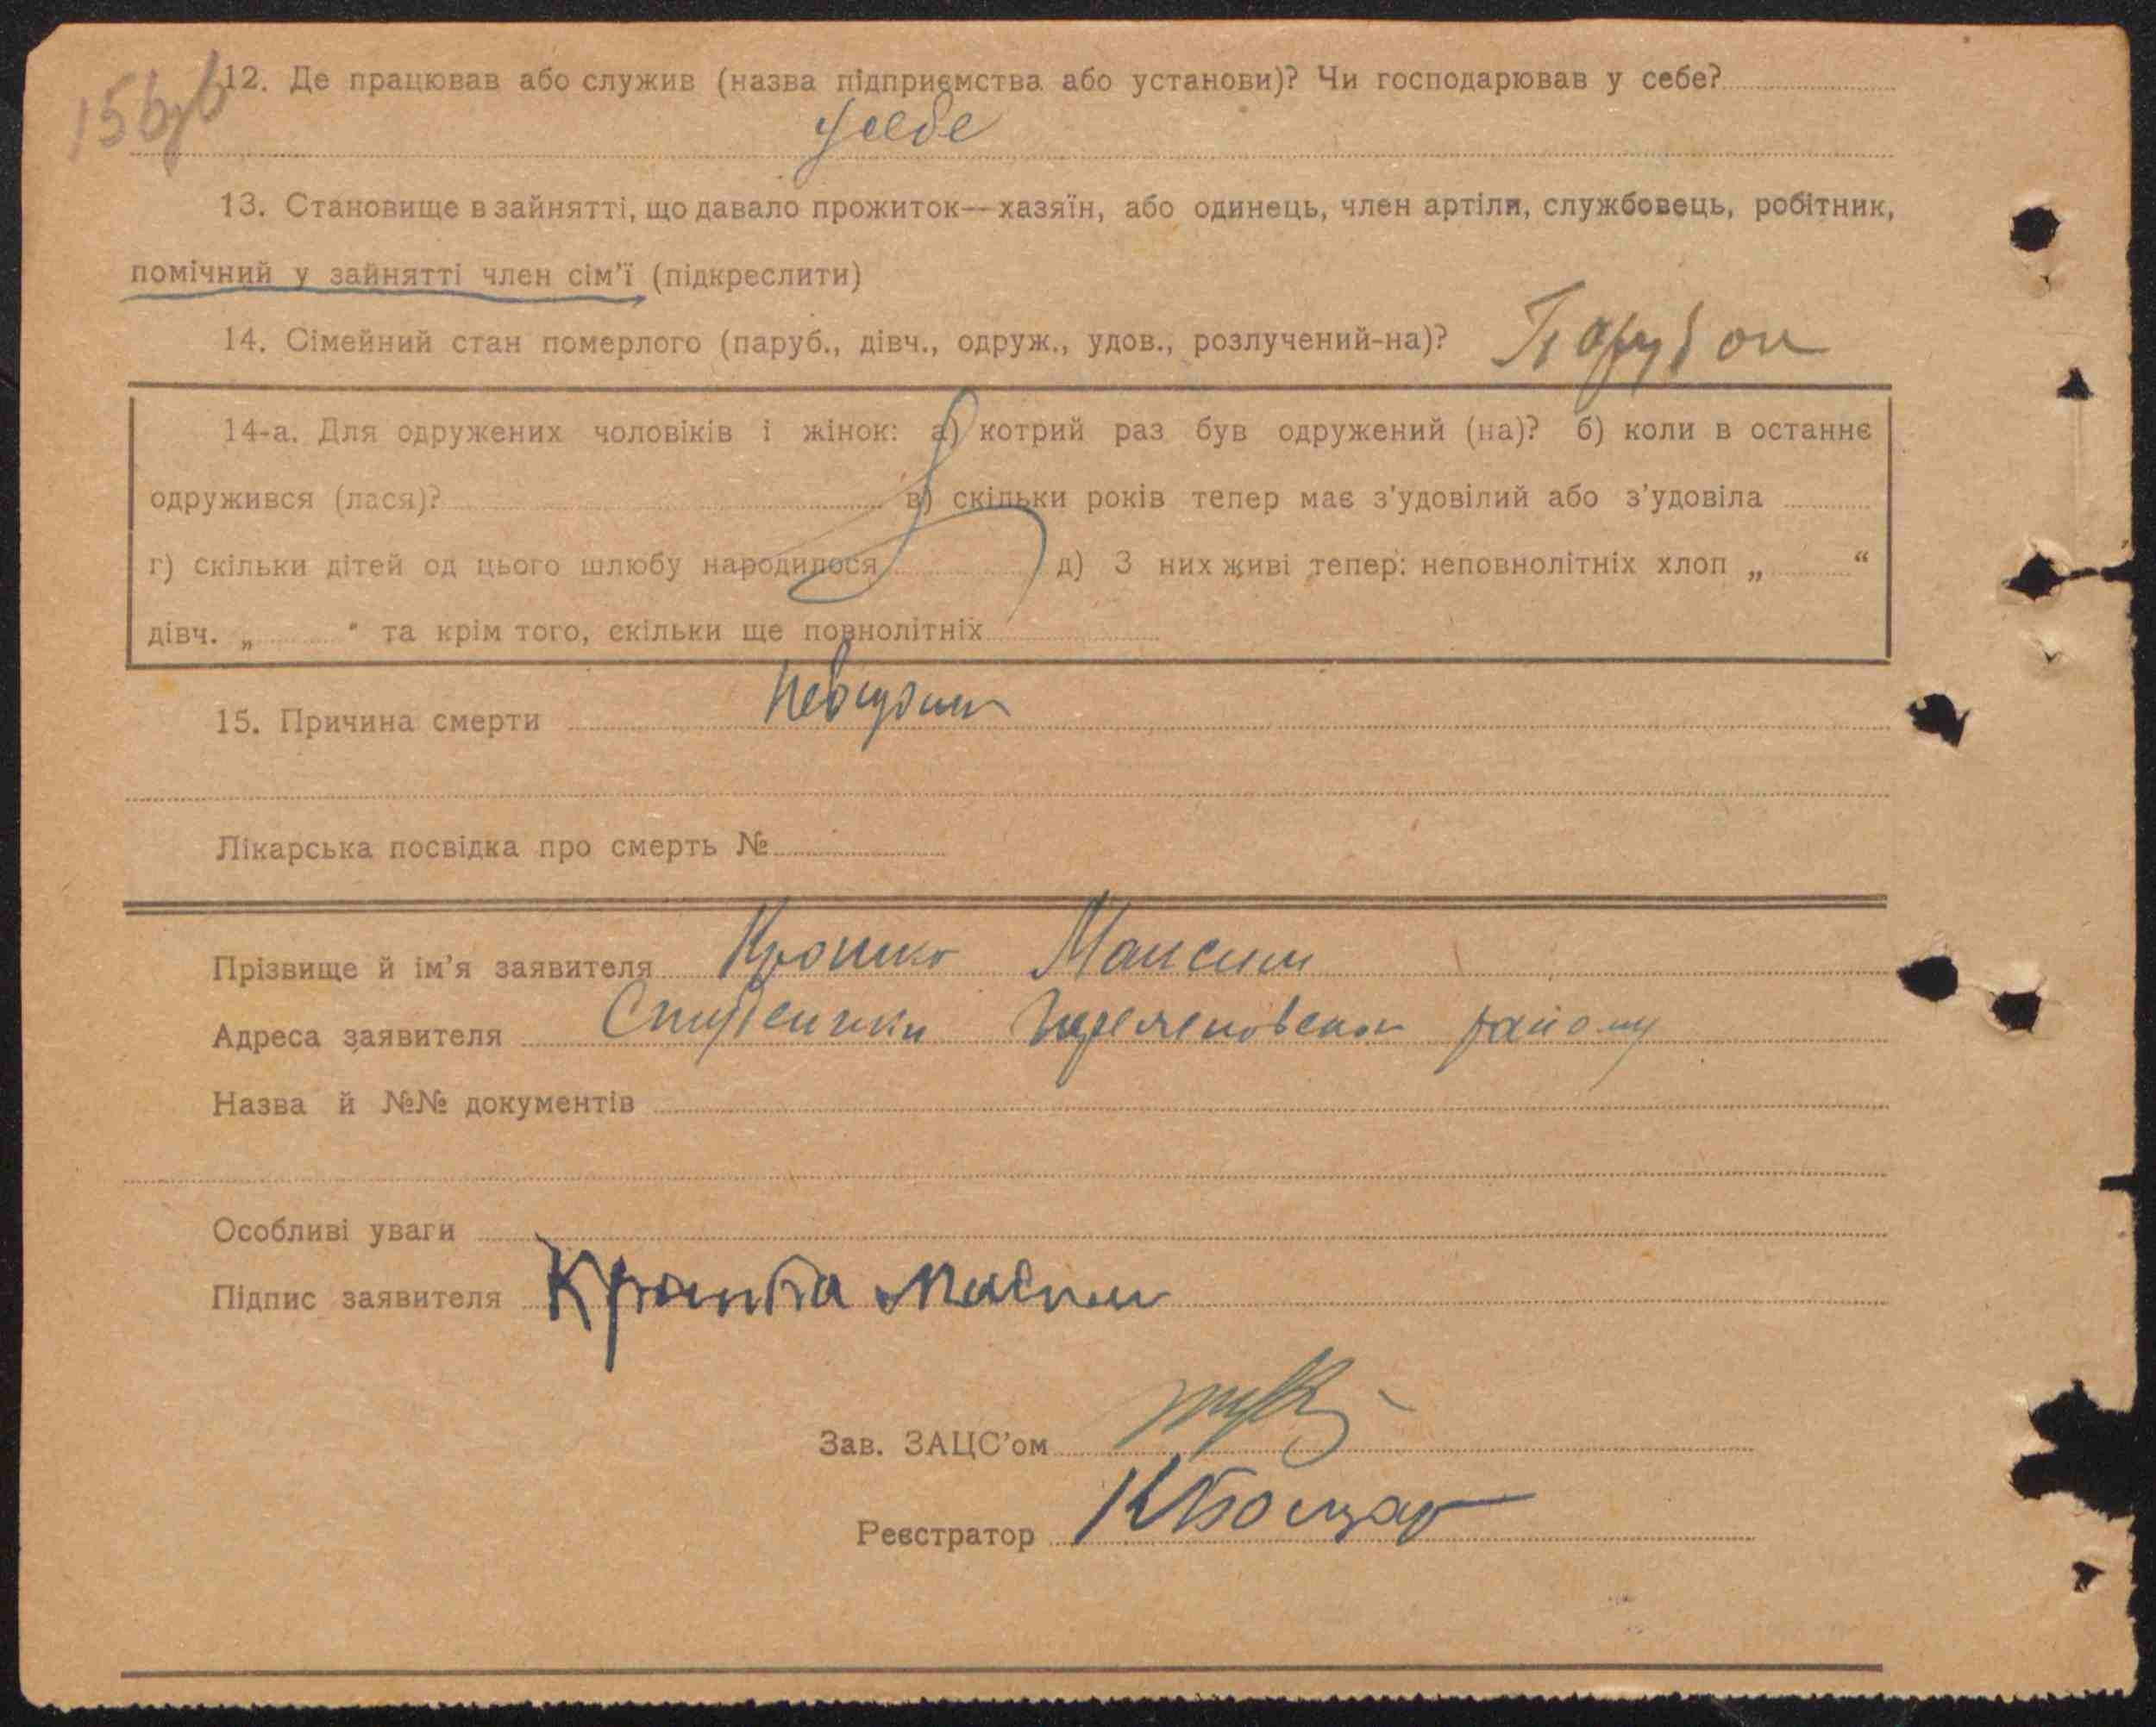 12. Де працював або служив (назва підприємства або установи)? Чи господарював у себе?
у себе
13. Становище в зайнятті, що давало прожиток—хазяїн, або одинець, член артіли, службовець, робітник,
помічний у зайнятті член сім'ї (підкреслити)
14. Сімейний стан померлого (паруб., дівч., одруж., удов., розлучений-на)? Парубок
14-а. Для одружених чоловіків і жінок: а) котрий раз був одружений (на)? б) коли в останнє
одружився (лася)? в) скільки років тепер має з'удовілий або з'удовіла
г) скільки дітей од цього шлюбу народилося д) З них живі тепер: неповнолітніх хлоп „ “
дівч. „ “ та крім того, скільки ще повнолітніх
15. Причина смерти
Лікарська посвідка про смерть №
Прізвище й ім'я заявителя Крошко Максим
Адреса заявителя району
Назва й №№ документів
Особливі уваги
Підпис заявителя
Зав. ЗАЦС'ом
Реєстратор